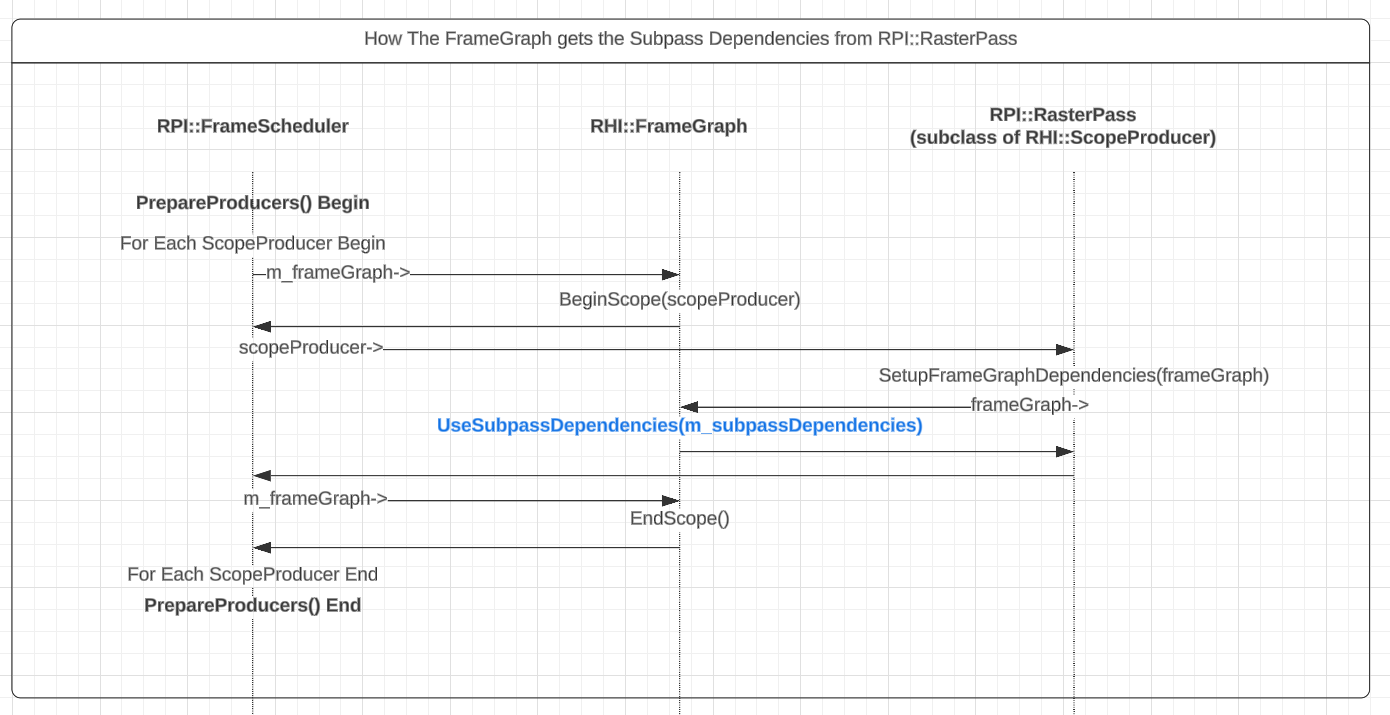 How The FrameGraph gets the Subpass Dependencies from RPI::RasterPass
RPI::FrameScheduler
RHI::FrameGraph
RPI::RasterPass
(subclass of RHI::ScopeProducer)
PrepareProducers() Begin
For Each ScopeProducer Begin
m_frameGraph->
BeginScope(scopeProducer)
scopeProducer->
SetupFrameGraphDependencies(frameGraph)
frameGraph->
UseSubpassDependencies(m_subpassDependencies)
m_frameGraph->
EndScope()
For Each ScopeProducer End
PrepareProducers() End